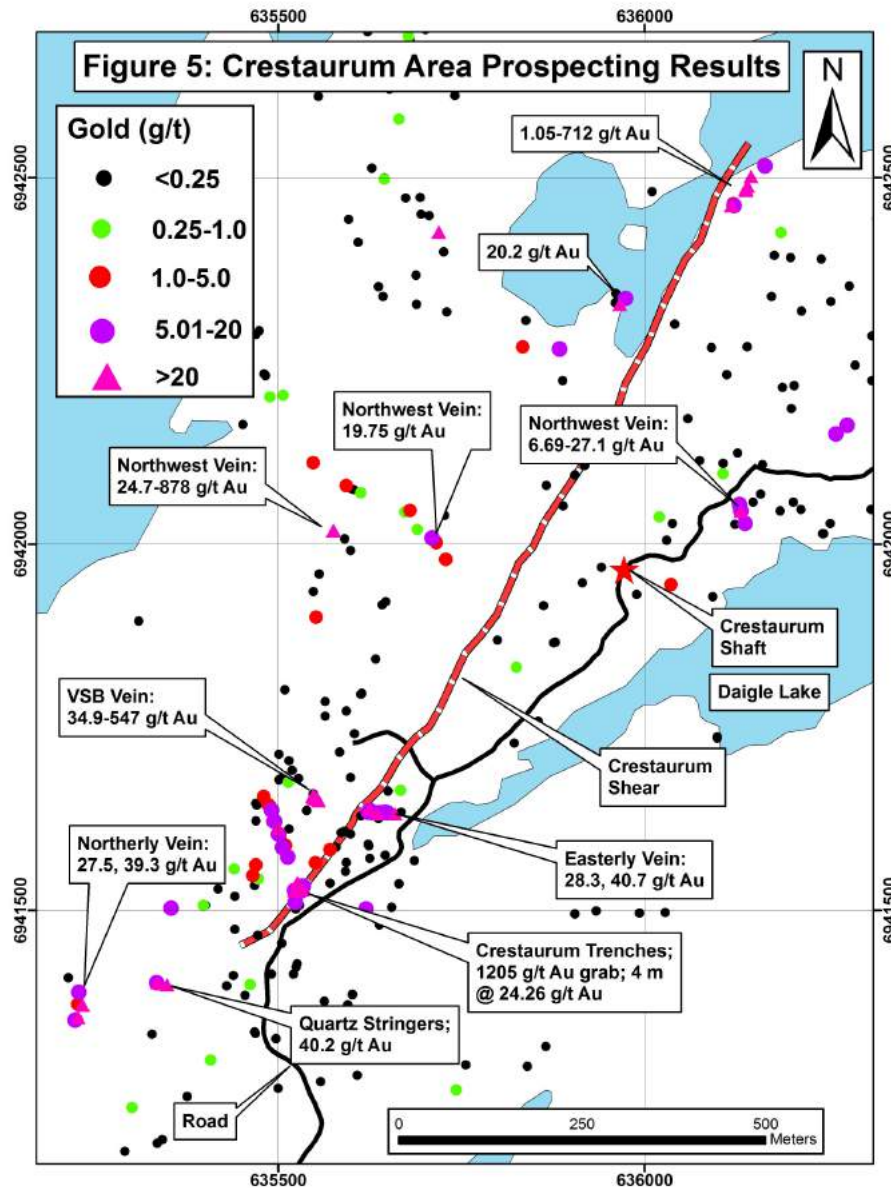 635500
636000
Figure 5: Crestaurum Area Prospecting Results
N
Gold (g/t)
<0.25
0.25-1.0
1.0-5.0
5.01-20
>20
1.05-712 g/t Au
6942500
6942500
20.2 g/t Au
Northwest Vein:
19.75 g/t Au
Northwest Vein:
6.69-27.1 g/t Au
Northwest Vein:
24.7-878 g/t Au
6942000
6942000
Crestaurum
Shaft
VSB Vein:
34.9-547 g/t Au
Daigle Lake
Crestaurum
Shear
Northerly Vein:
27.5, 39.3 g/t Au
Easterly Vein:
28.3, 40.7 g/t Au
6941500
6941500
Crestaurum Trenches;
1205 g/t Au grab; 4 m
@ 24.26 g/t Au
Quartz Stringers;
40.2 g/t Au
Road
0
250
500
Meters
635500
636000